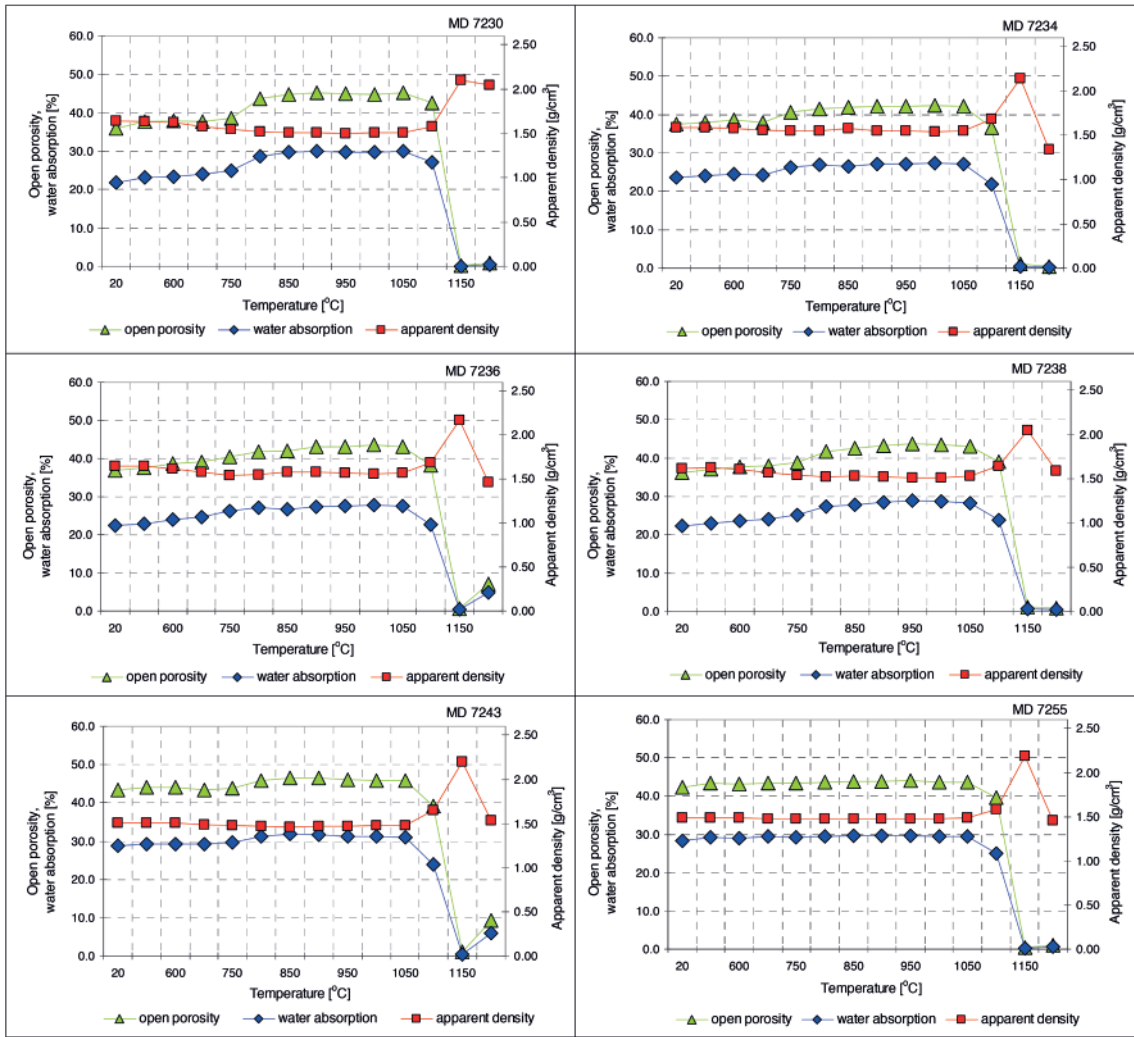 MD 7230
60.0
50.0
40.0
30.0
20.0
10.0
0.0
Open porosity,
water absorption [%]
2.50
2.00
1.50
1.00
0.50
0.00
Apparent density [g/cm³]
20 600 750 850 950 1050 1150
Temperature [°C]
open porosity water absorption apparent density
MD 7234
60.0
50.0
40.0
30.0
20.0
10.0
0.0
Open porosity,
water absorption [%]
2.50
2.00
1.50
1.00
0.50
0.00
Apparent density [g/cm³]
20 600 750 850 950 1050 1150
Temperature [°C]
open porosity water absorption apparent density
MD 7236
60.0
50.0
40.0
30.0
20.0
10.0
0.0
Open porosity,
water absorption [%]
2.50
2.00
1.50
1.00
0.50
0.00
Apparent density [g/cm³]
20 600 750 850 950 1050 1150
Temperature [°C]
open porosity water absorption apparent density
MD 7238
60.0
50.0
40.0
30.0
20.0
10.0
0.0
Open porosity,
water absorption [%]
2.50
2.00
1.50
1.00
0.50
0.00
Apparent density [g/cm³]
20 600 750 850 950 1050 1150
Temperature [°C]
open porosity water absorption apparent density
MD 7243
60.0
50.0
40.0
30.0
20.0
10.0
0.0
Open porosity,
water absorption [%]
2.50
2.00
1.50
1.00
0.50
0.00
Apparent density [g/cm³]
20 600 750 850 950 1050 1150
Temperature [°C]
open porosity water absorption apparent density
MD 7255
60.0
50.0
40.0
30.0
20.0
10.0
0.0
Open porosity,
water absorption [%]
2.50
2.00
1.50
1.00
0.50
0.00
Apparent density [g/cm³]
20 600 750 850 950 1050 1150
Temperature [°C]
open porosity water absorption apparent density